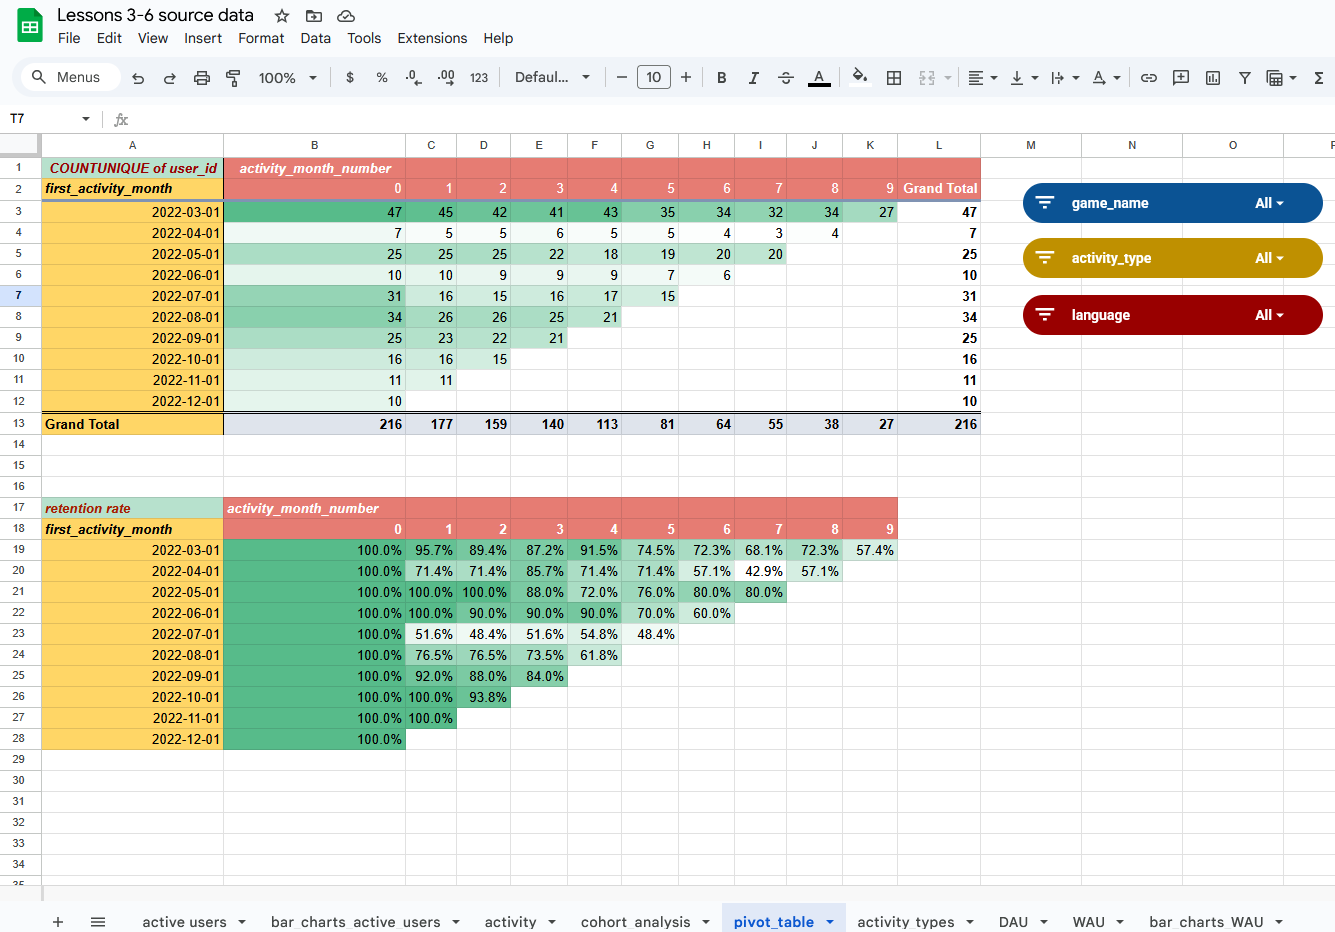 Lessons 3-6 source data
File Edit View Insert Format Data Tools Extensions Help
Menus 100% $ % .0 .00 123 Defaul... − 10 + B I S A Σ
T7 fx
A B C D E F G H I J K L M N O
1 COUNTUNIQUE of user_id activity_month_number
2 first_activity_month 0 1 2 3 4 5 6 7 8 9 Grand Total
3 2022-03-01 47 45 42 41 43 35 34 32 34 27 47
game_name All
4 2022-04-01 7 5 5 6 5 5 4 3 4 7
5 2022-05-01 25 25 25 22 18 19 20 20 25
activity_type All
6 2022-06-01 10 10 9 9 9 7 6 10
7 2022-07-01 31 16 15 16 17 15 31
8 2022-08-01 34 26 26 25 21 34
language All
9 2022-09-01 25 23 22 21 25
10 2022-10-01 16 16 15 16
11 2022-11-01 11 11 11
12 2022-12-01 10 10
13 Grand Total 216 177 159 140 113 81 64 55 38 27 216
14
15
16
17 retention rate activity_month_number
18 first_activity_month 0 1 2 3 4 5 6 7 8 9
19 2022-03-01 100.0% 95.7% 89.4% 87.2% 91.5% 74.5% 72.3% 68.1% 72.3% 57.4%
20 2022-04-01 100.0% 71.4% 71.4% 85.7% 71.4% 71.4% 57.1% 42.9% 57.1%
21 2022-05-01 100.0% 100.0% 100.0% 88.0% 72.0% 76.0% 80.0% 80.0%
22 2022-06-01 100.0% 100.0% 90.0% 90.0% 90.0% 70.0% 60.0%
23 2022-07-01 100.0% 51.6% 48.4% 51.6% 54.8% 48.4%
24 2022-08-01 100.0% 76.5% 76.5% 73.5% 61.8%
25 2022-09-01 100.0% 92.0% 88.0% 84.0%
26 2022-10-01 100.0% 100.0% 93.8%
27 2022-11-01 100.0% 100.0%
28 2022-12-01 100.0%
29
30
31
32
33
34
35
+ active users bar_charts_active_users activity cohort_analysis pivot_table activity_types DAU WAU bar_charts_WAU